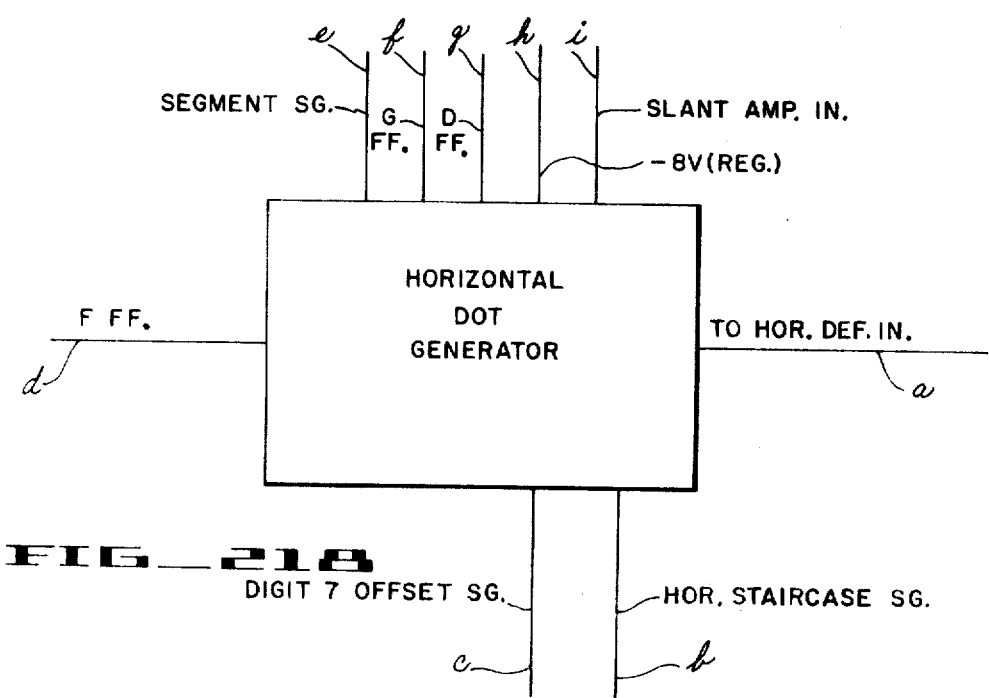 e f g h i
SEGMENT SG.
G FF.
D FF.
SLANT AMP. IN.
-8V (REG.)
HORIZONTAL
DOT
GENERATOR
F FF.
TO HOR. DEF. IN.
d
a
FIG_218
DIGIT 7 OFFSET SG.
HOR. STAIRCASE SG.
c
b